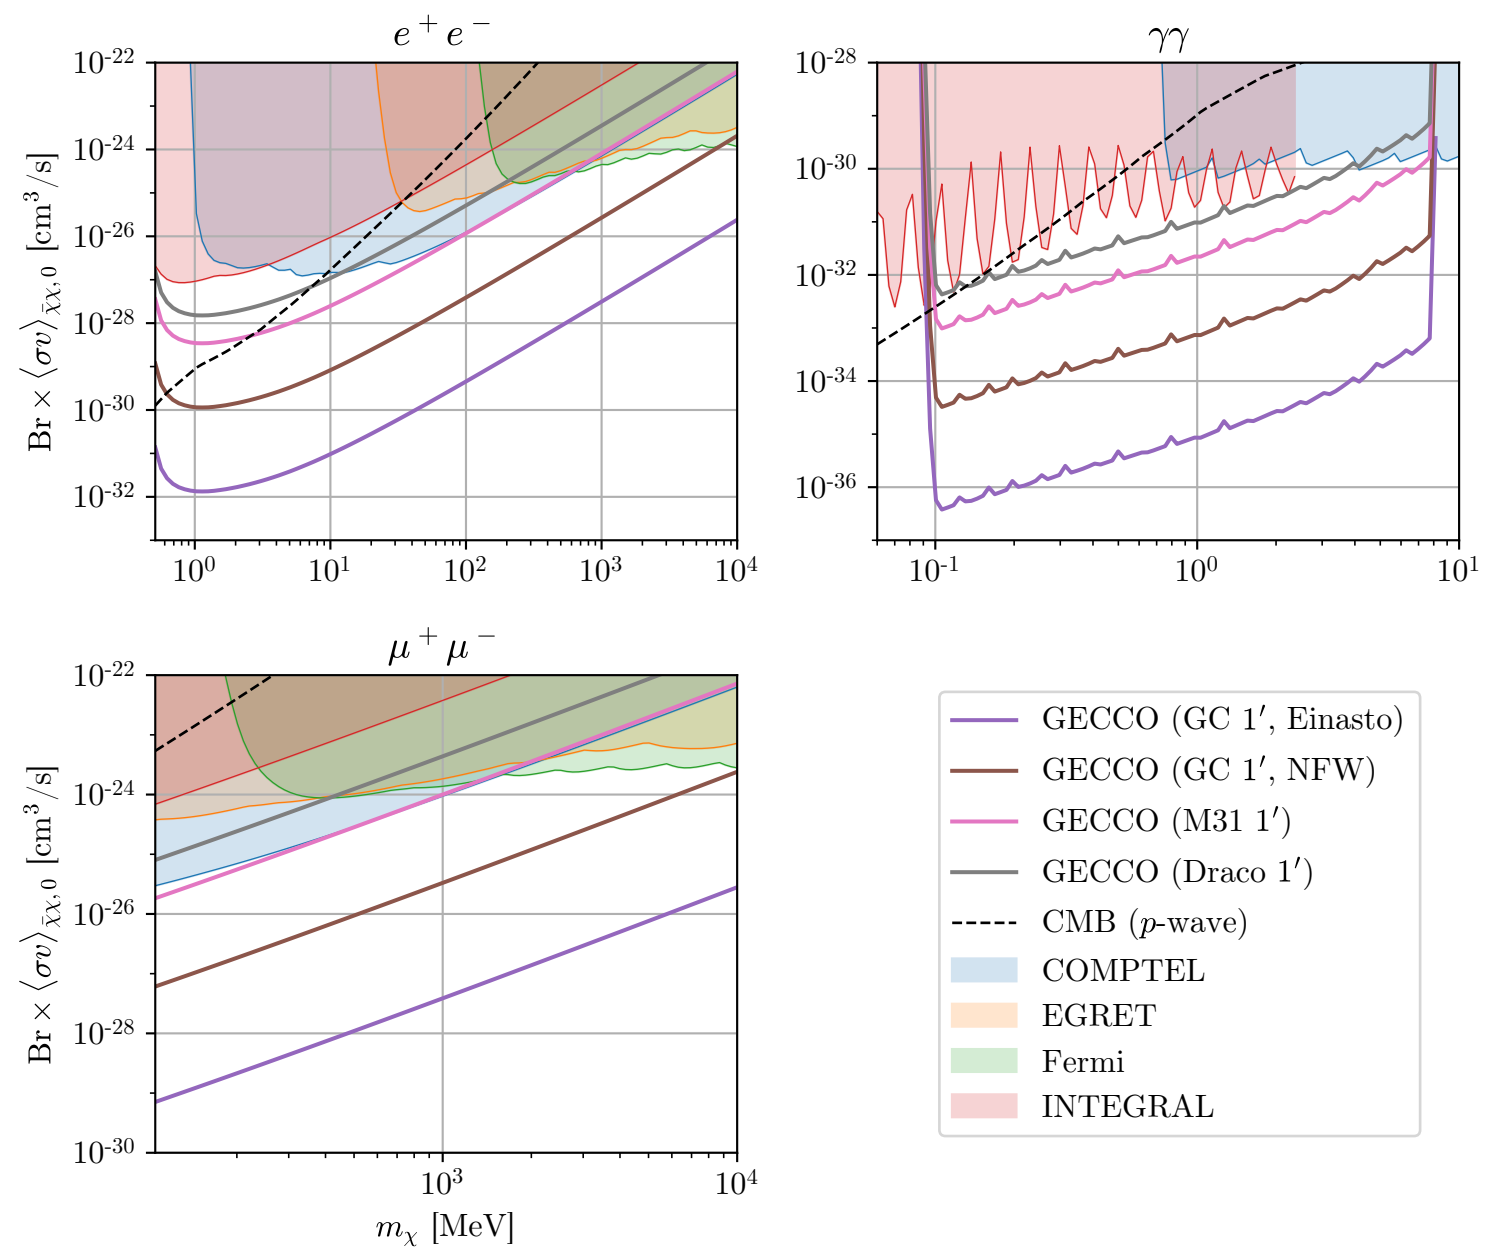 e⁺e⁻
Br × ⟨σv⟩_χ̄χ,0 [cm³/s]
10⁻²²
10⁻²⁴
10⁻²⁶
10⁻²⁸
10⁻³⁰
10⁻³²
10⁰ 10¹ 10² 10³ 10⁴
γγ
10⁻²⁸
10⁻³⁰
10⁻³²
10⁻³⁴
10⁻³⁶
10⁻¹ 10⁰ 10¹
μ⁺μ⁻
Br × ⟨σv⟩_χ̄χ,0 [cm³/s]
10⁻²²
10⁻²⁴
10⁻²⁶
10⁻²⁸
10⁻³⁰
10³ 10⁴
m_χ [MeV]
GECCO (GC 1′, Einasto)
GECCO (GC 1′, NFW)
GECCO (M31 1′)
GECCO (Draco 1′)
CMB (p-wave)
COMPTEL
EGRET
Fermi
INTEGRAL